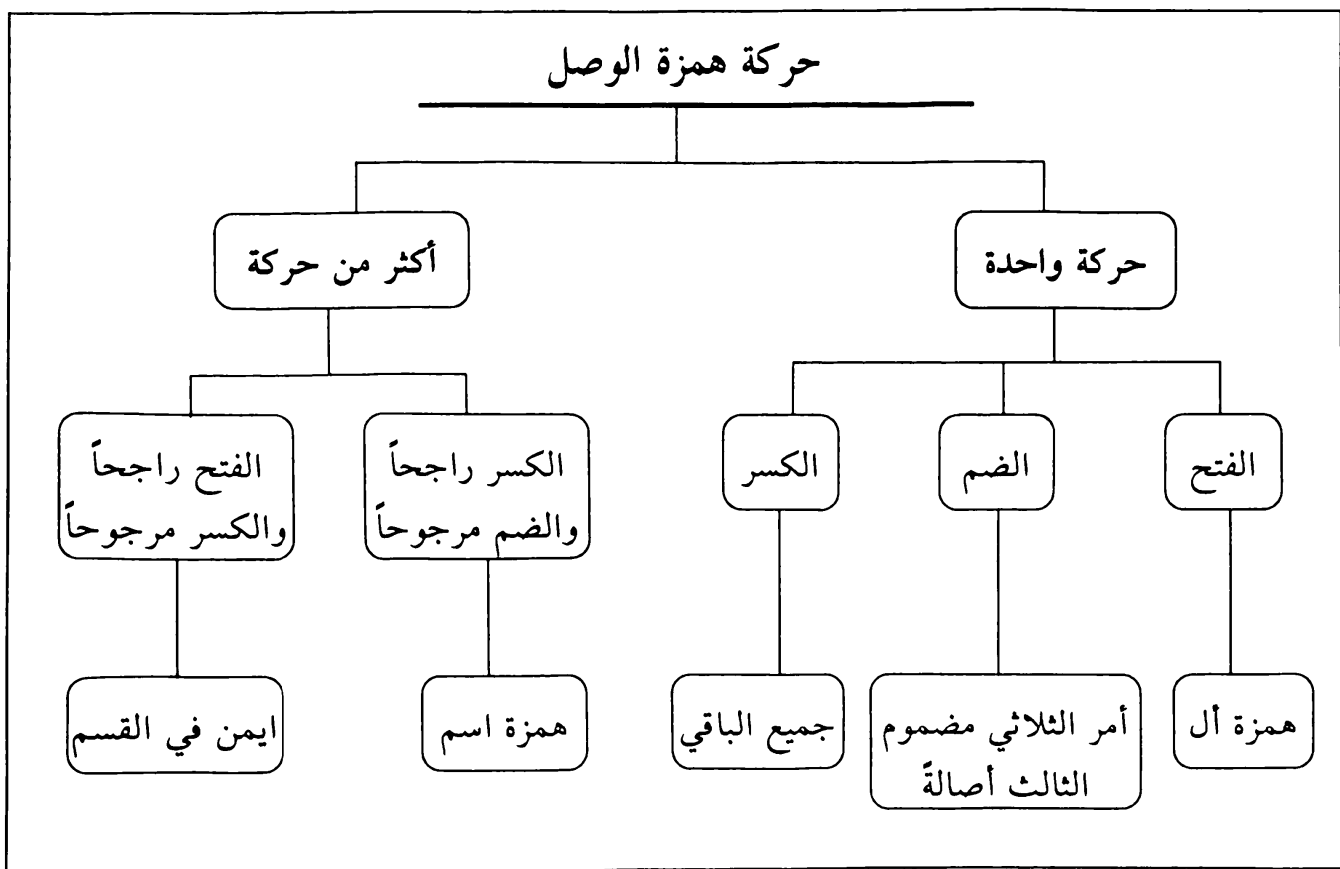 حركة همزة الوصل
حركة واحدة
أكثر من حركة
الفتح
الضم
الكسر
الكسر راجحاً
والضم مرجوحاً
الفتح راجحاً
والكسر مرجوحاً
همزة أل
أمر الثلاثي مضموم
الثالث أصالةً
جميع الباقي
همزة اسم
ايمن في القسم